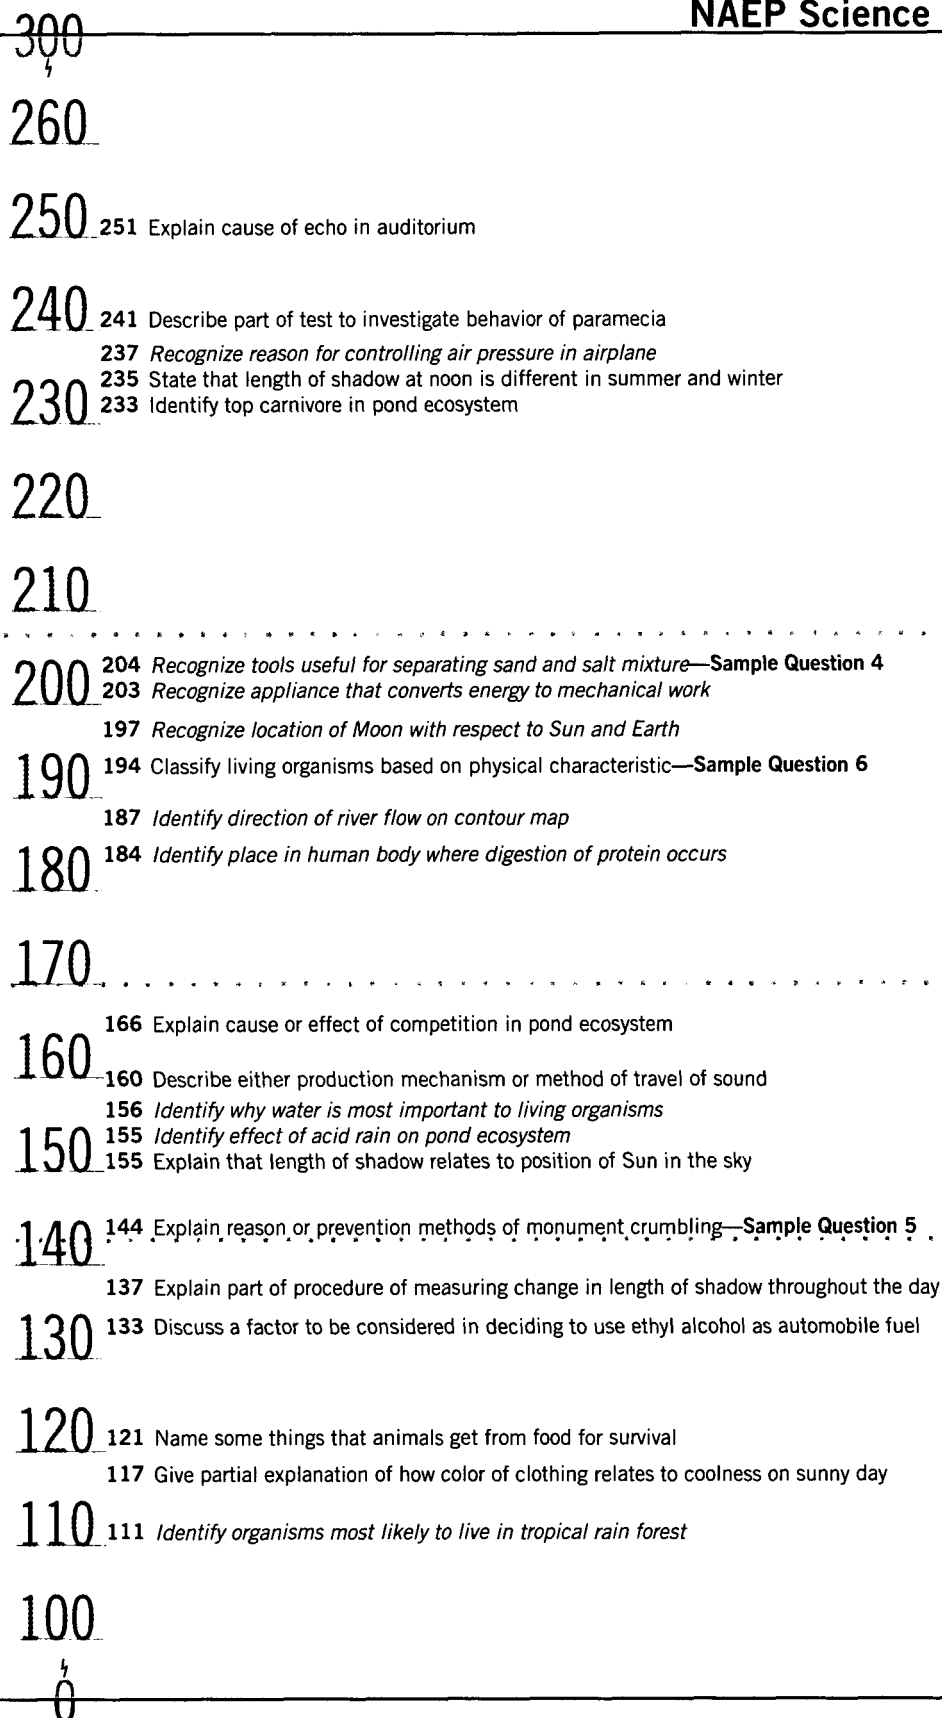 NAEP Science
300
260
250
251 Explain cause of echo in auditorium
240
241 Describe part of test to investigate behavior of paramecia
237 Recognize reason for controlling air pressure in airplane
235 State that length of shadow at noon is different in summer and winter
230
233 Identify top carnivore in pond ecosystem
220
210
204 Recognize tools useful for separating sand and salt mixture—Sample Question 4
200
203 Recognize appliance that converts energy to mechanical work
197 Recognize location of Moon with respect to Sun and Earth
190
194 Classify living organisms based on physical characteristic—Sample Question 6
187 Identify direction of river flow on contour map
180
184 Identify place in human body where digestion of protein occurs
170
166 Explain cause or effect of competition in pond ecosystem
160
160 Describe either production mechanism or method of travel of sound
156 Identify why water is most important to living organisms
155 Identify effect of acid rain on pond ecosystem
150
155 Explain that length of shadow relates to position of Sun in the sky
144 Explain reason or prevention methods of monument crumbling—Sample Question 5
140
137 Explain part of procedure of measuring change in length of shadow throughout the day
130
133 Discuss a factor to be considered in deciding to use ethyl alcohol as automobile fuel
120
121 Name some things that animals get from food for survival
117 Give partial explanation of how color of clothing relates to coolness on sunny day
110
111 Identify organisms most likely to live in tropical rain forest
100
0